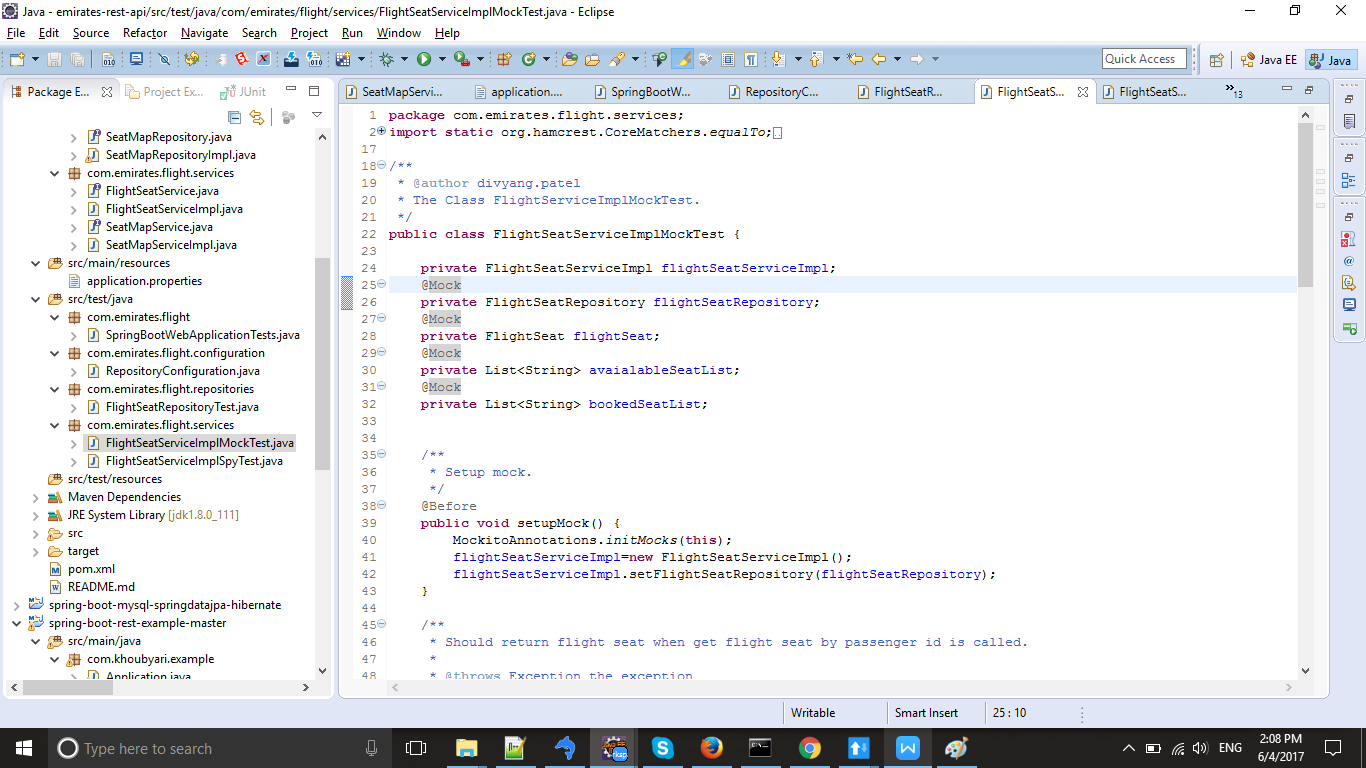 Java - emirates-rest-api/src/test/java/com/emirates/flight/services/FlightSeatServiceImplMockTest.java - Eclipse
File Edit Source Refactor Navigate Search Project Run Window Help
Quick Access Java EE Java
Package E... Project Ex... JUnit
SeatMapServi... application.... SpringBootW... RepositoryC... FlightSeatR... FlightSeatS... FlightSeatS... »13
SeatMapRepository.java
SeatMapRepositoryImpl.java
com.emirates.flight.services
FlightSeatService.java
FlightSeatServiceImpl.java
SeatMapService.java
SeatMapServiceImpl.java
src/main/resources
application.properties
src/test/java
com.emirates.flight
SpringBootWebApplicationTests.java
com.emirates.flight.configuration
RepositoryConfiguration.java
com.emirates.flight.repositories
FlightSeatRepositoryTest.java
com.emirates.flight.services
FlightSeatServiceImplMockTest.java
FlightSeatServiceImplSpyTest.java
src/test/resources
Maven Dependencies
JRE System Library [jdk1.8.0_111]
src
target
pom.xml
README.md
spring-boot-mysql-springdatajpa-hibernate
spring-boot-rest-example-master
src/main/java
com.khoubyari.example
Application.java
1 package com.emirates.flight.services;
2 import static org.hamcrest.CoreMatchers.equalTo;
17
18 /**
19 * @author divyang.patel
20 * The Class FlightServiceImplMockTest.
21 */
22 public class FlightSeatServiceImplMockTest {
23
24 private FlightSeatServiceImpl flightSeatServiceImpl;
25 @Mock
26 private FlightSeatRepository flightSeatRepository;
27 @Mock
28 private FlightSeat flightSeat;
29 @Mock
30 private List<String> avaialableSeatList;
31 @Mock
32 private List<String> bookedSeatList;
33
34
35 /**
36 * Setup mock.
37 */
38 @Before
39 public void setupMock() {
40 MockitoAnnotations.initMocks(this);
41 flightSeatServiceImpl=new FlightSeatServiceImpl();
42 flightSeatServiceImpl.setFlightSeatRepository(flightSeatRepository);
43 }
44
45 /**
46 * Should return flight seat when get flight seat by passenger id is called.
47 *
48 * @throws Exception the exception
Writable Smart Insert 25 : 10
Type here to search
ENG
2:08 PM
6/4/2017